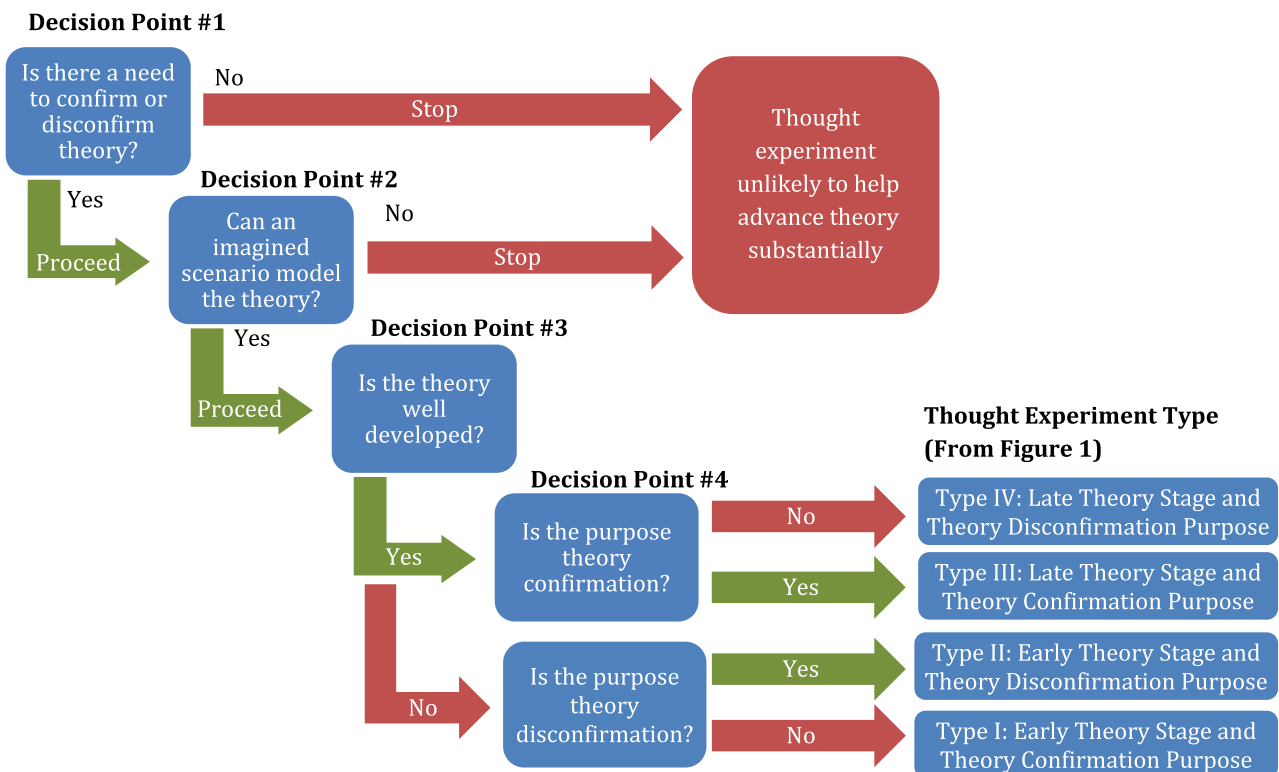 Decision Point #1
Is there a need
to confirm or
disconfirm
theory?
No
Stop
Thought
experiment
unlikely to help
advance theory
substantially
Yes
Proceed
Decision Point #2
Can an
imagined
scenario model
the theory?
No
Stop
Yes
Proceed
Decision Point #3
Is the theory
well
developed?
Yes
No
Decision Point #4
Is the purpose
theory
confirmation?
No
Yes
Is the purpose
theory
disconfirmation?
Yes
No
Thought Experiment Type
(From Figure 1)
Type IV: Late Theory Stage and
Theory Disconfirmation Purpose
Type III: Late Theory Stage and
Theory Confirmation Purpose
Type II: Early Theory Stage and
Theory Disconfirmation Purpose
Type I: Early Theory Stage and
Theory Confirmation Purpose